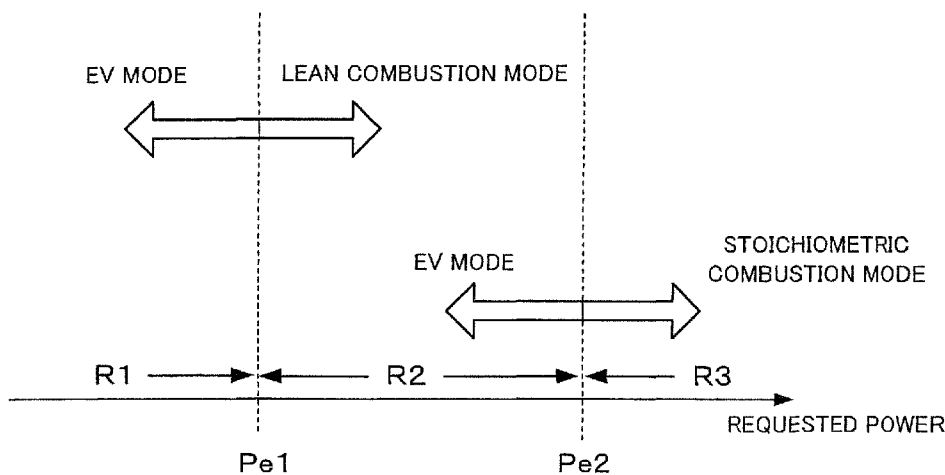 EV MODE
LEAN COMBUSTION MODE
EV MODE
STOICHIOMETRIC
COMBUSTION MODE
R1
R2
R3
REQUESTED POWER
Pe1
Pe2